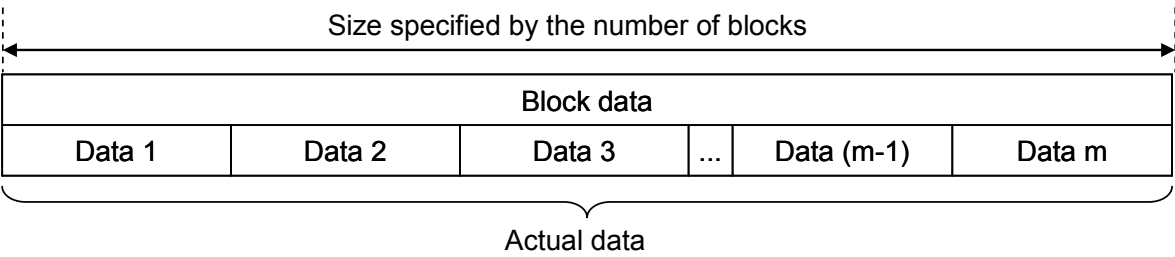 Size specified by the number of blocks
Block data
Data 1 Data 2 Data 3 ... Data (m-1) Data m
Actual data